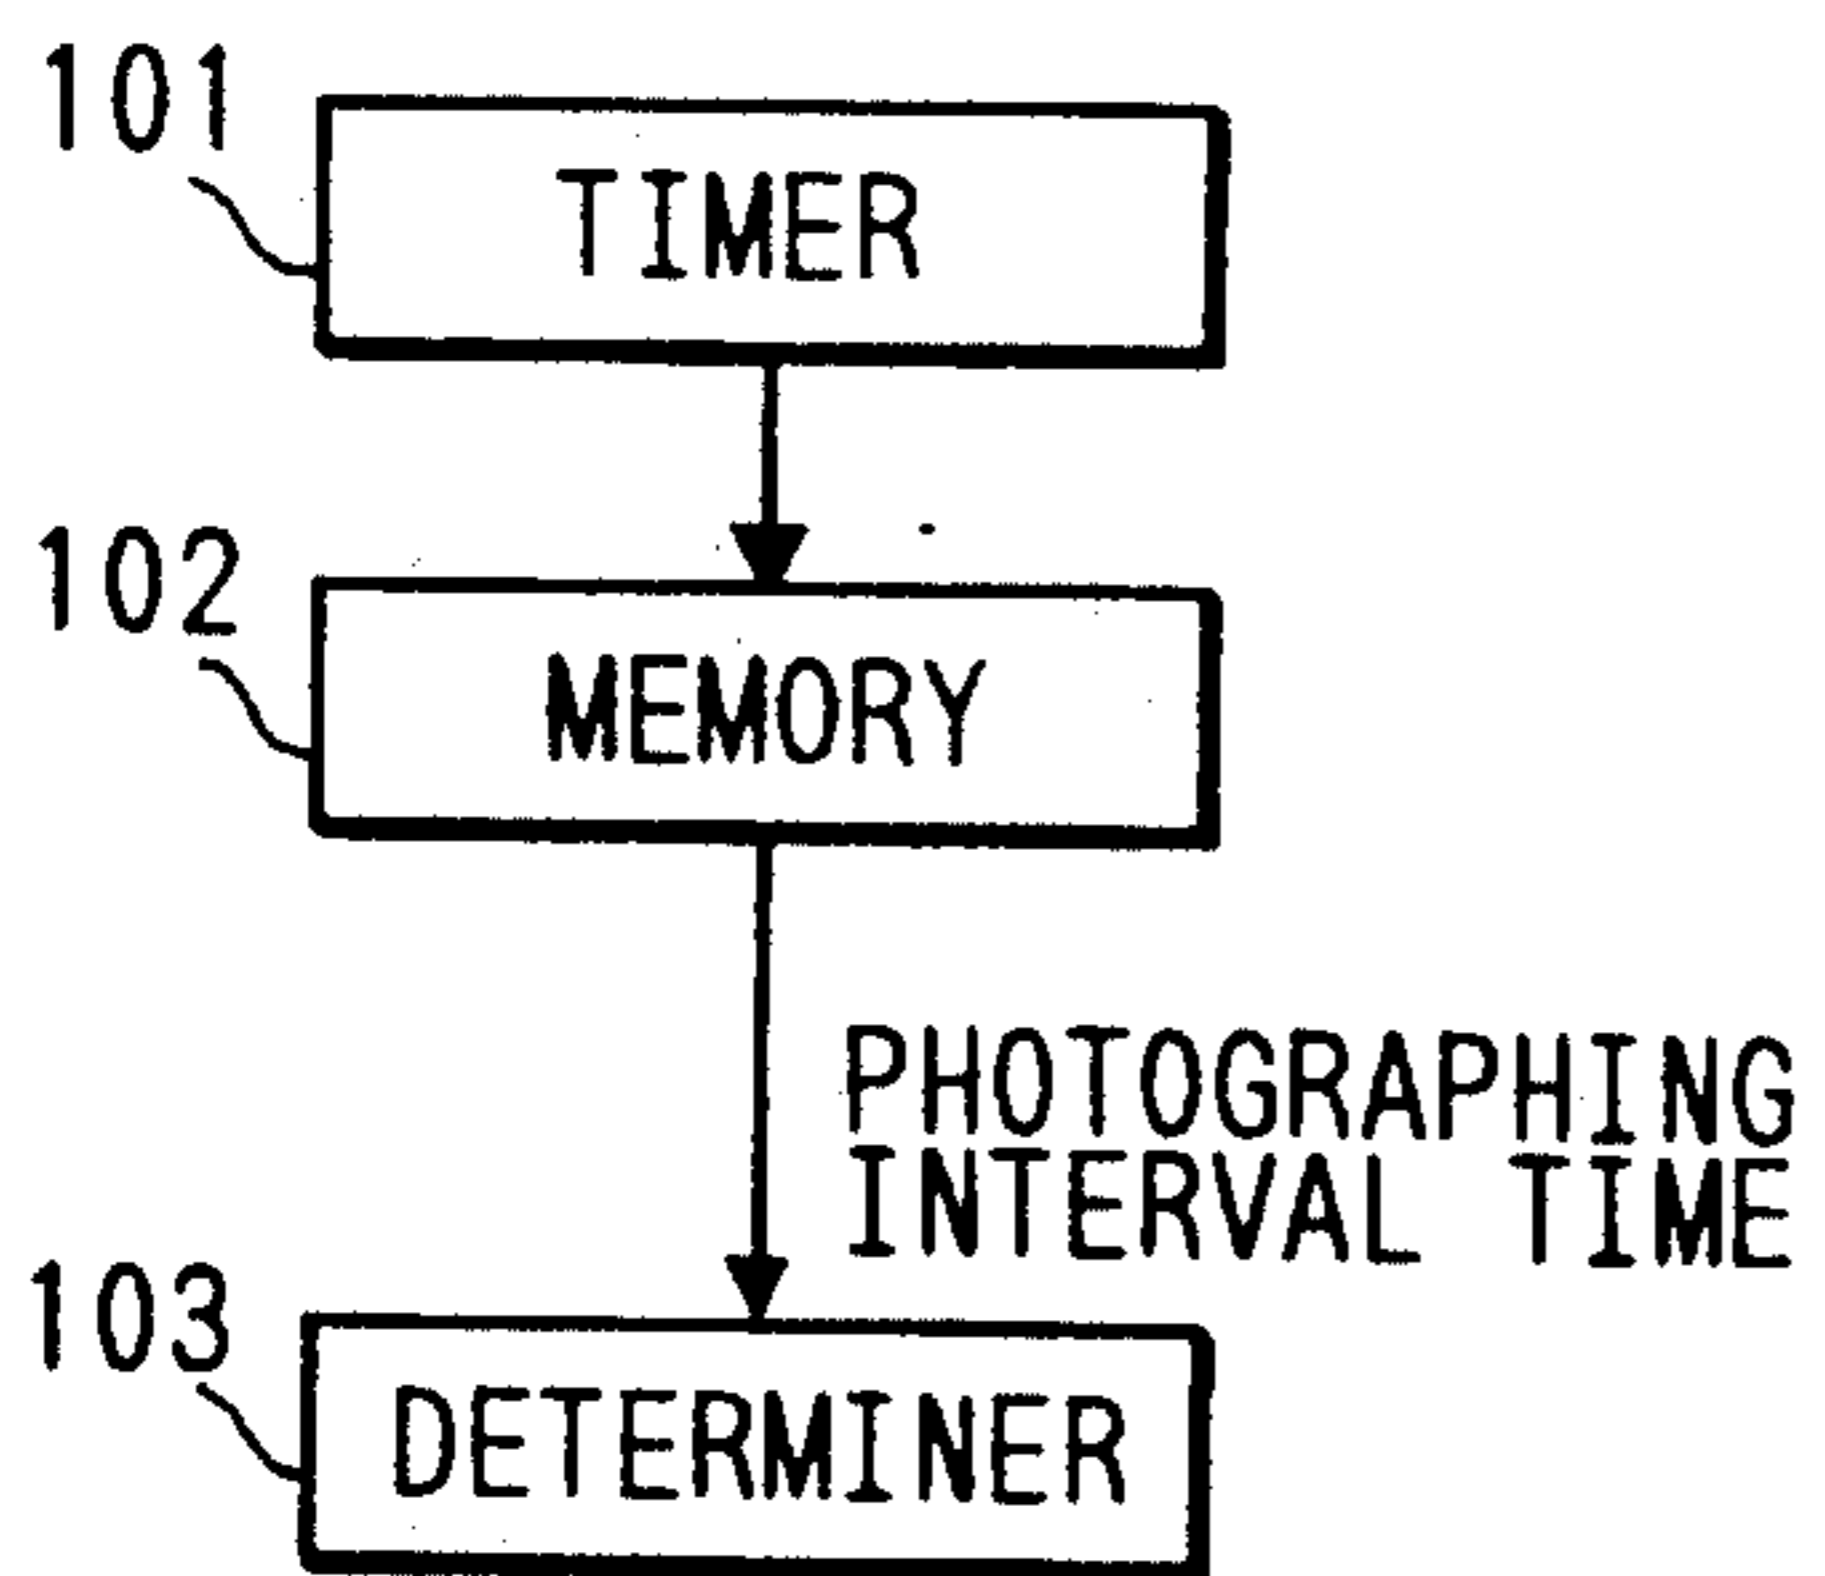 101
TIMER
102
MEMORY
PHOTOGRAPHING
INTERVAL TIME
103
DETERMINER